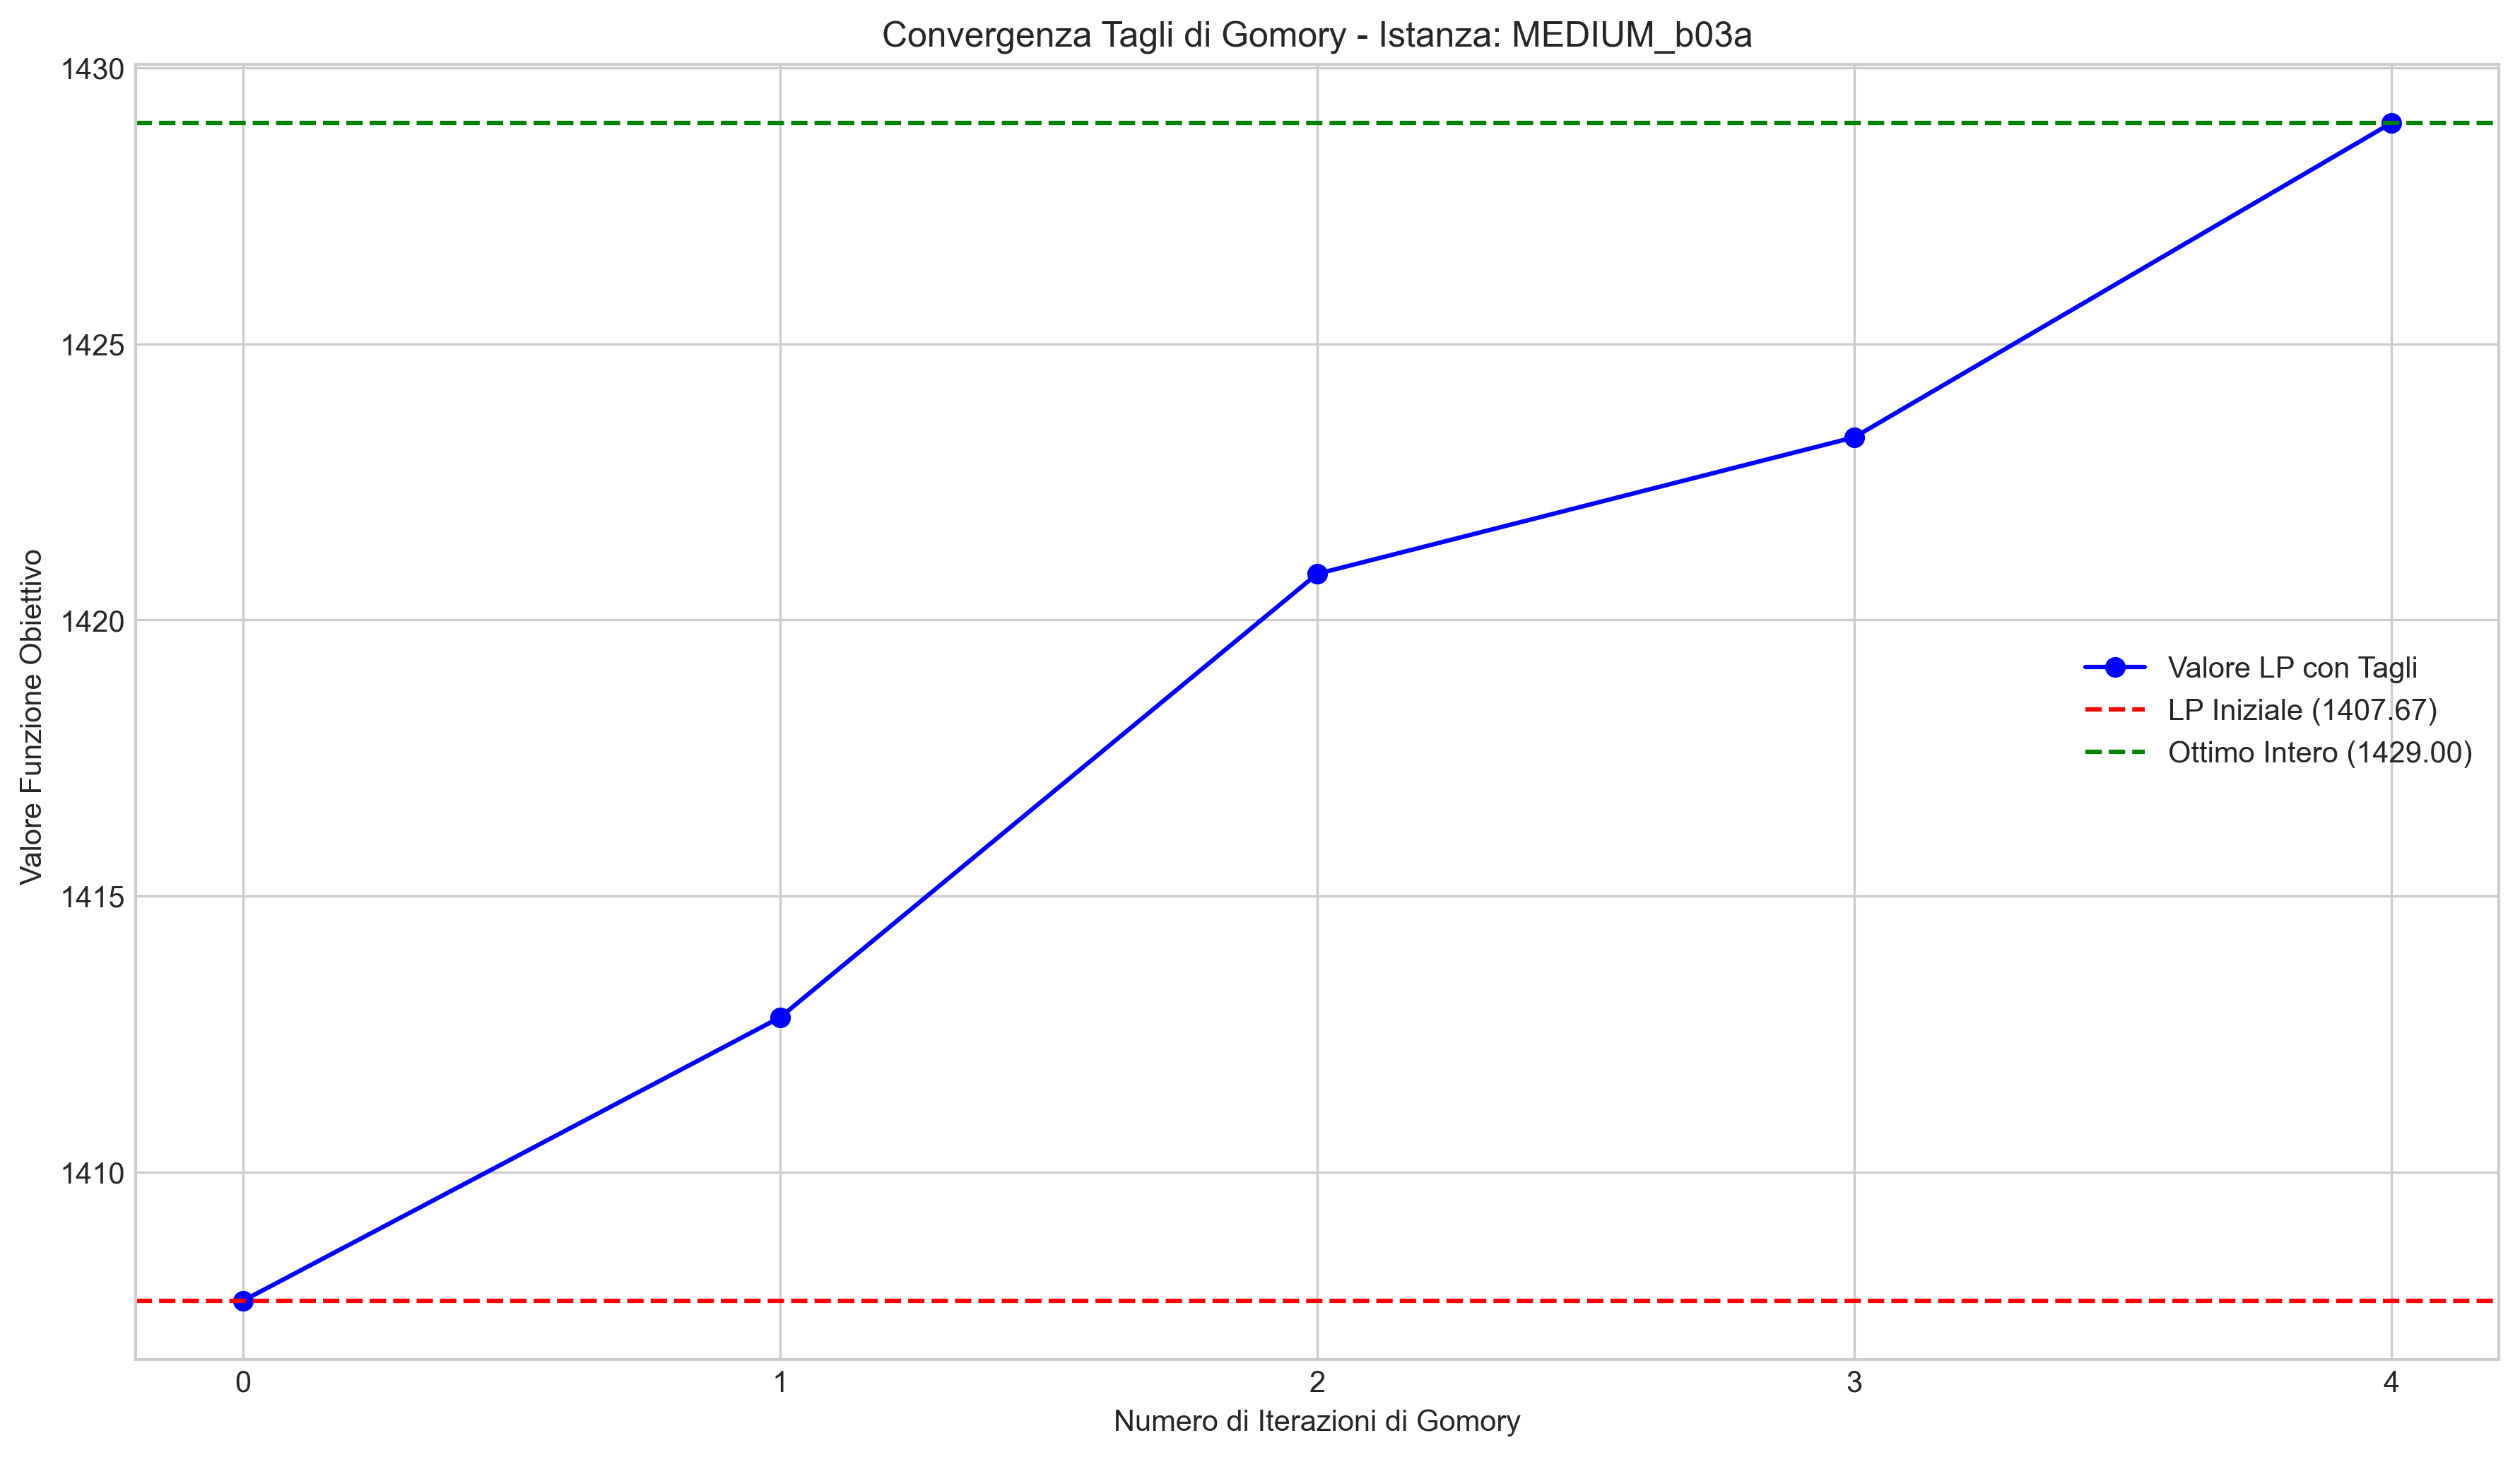 Convergenza Tagli di Gomory - Istanza: MEDIUM_b03a
1430
1425
1420
1415
1410
Valore Funzione Obiettivo
Valore LP con Tagli
LP Iniziale (1407.67)
Ottimo Intero (1429.00)
0 1 2 3 4
Numero di Iterazioni di Gomory